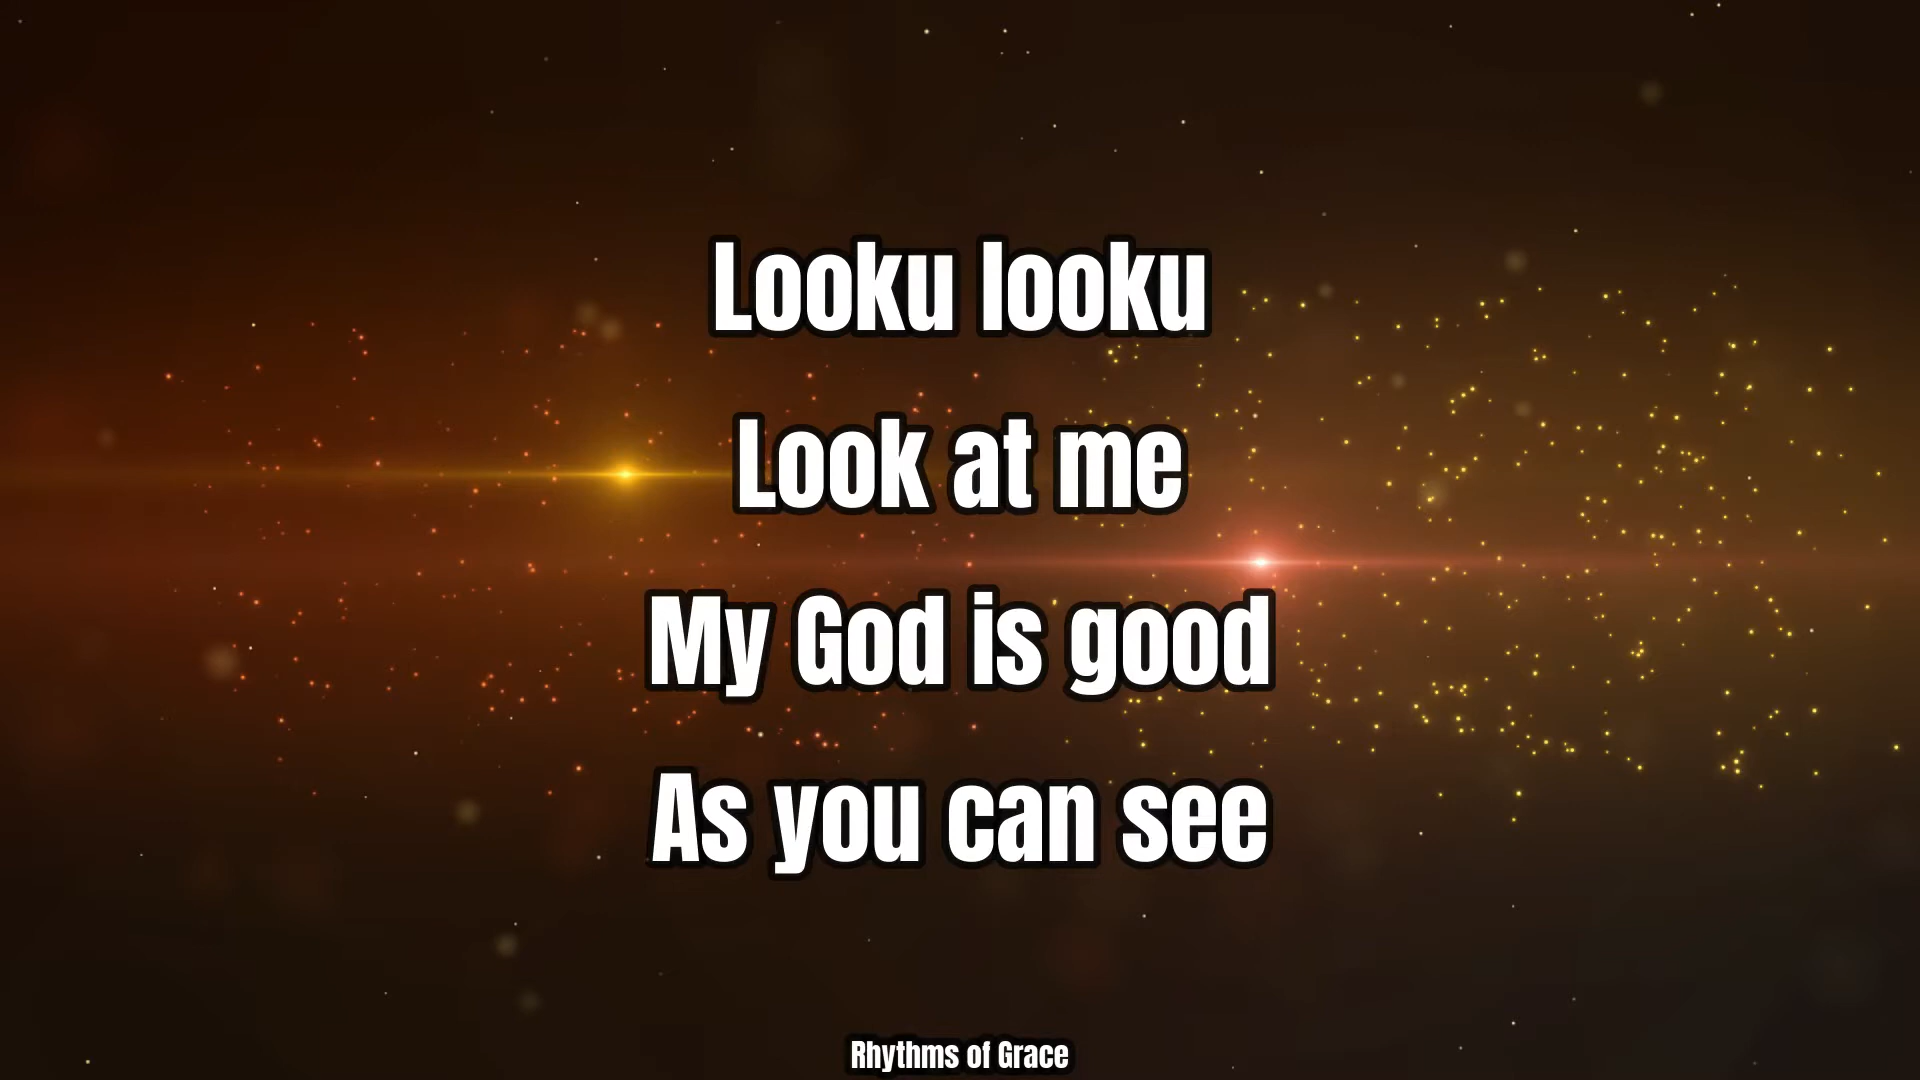 Looku looku
Look at me
My God is good
As you can see
Rhythms of Grace